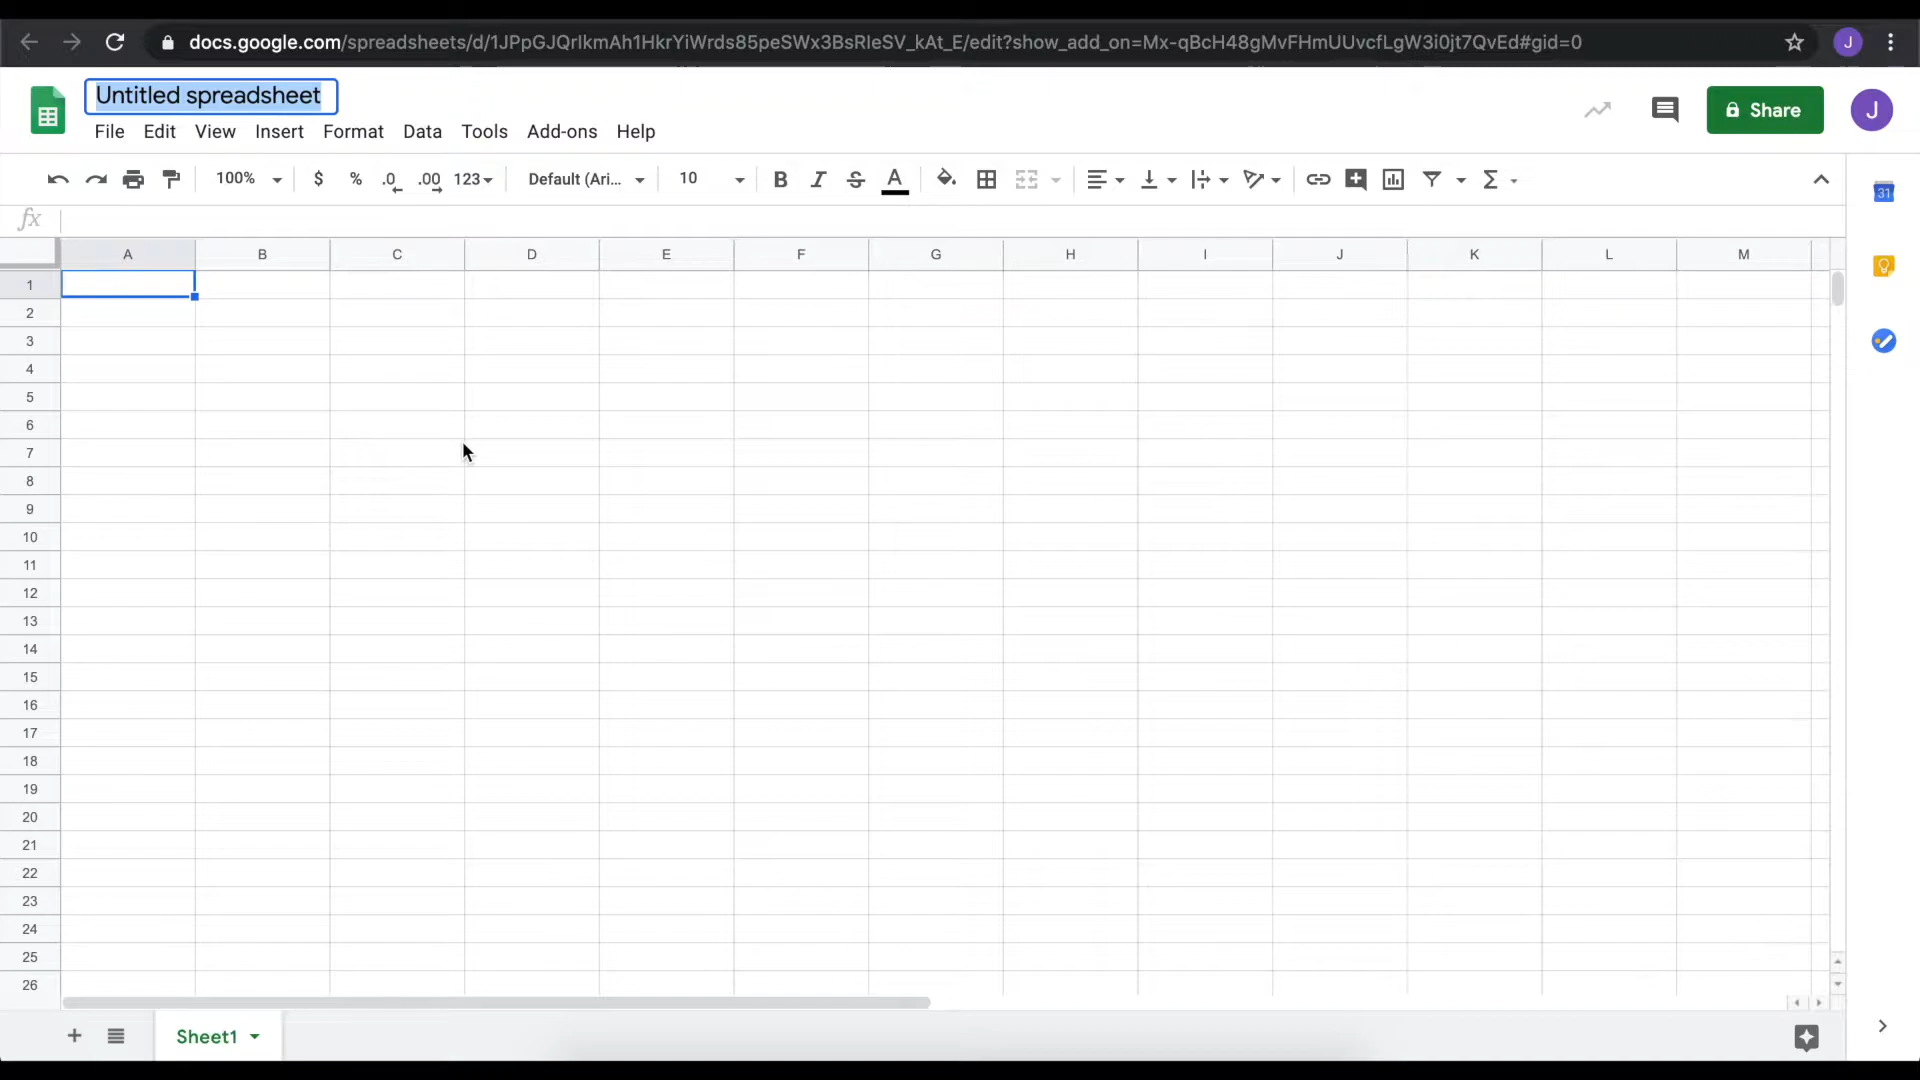 docs.google.com/spreadsheets/d/1JPpGJQrlkmAh1HkrYiWrds85peSWx3BsRleSV_kAt_E/edit?show_add_on=Mx-qBcH48gMvFHmUUvcfLgW3i0jt7QvEd#gid=0
J
Untitled spreadsheet
File Edit View Insert Format Data Tools Add-ons Help
Share
J
100% $ % .0 .00 123 Default (Ari... 10 B I S A Σ
31
fx
A B C D E F G H I J K L M
1
2
3
4
5
6
7
8
9
10
11
12
13
14
15
16
17
18
19
20
21
22
23
24
25
26
Sheet1